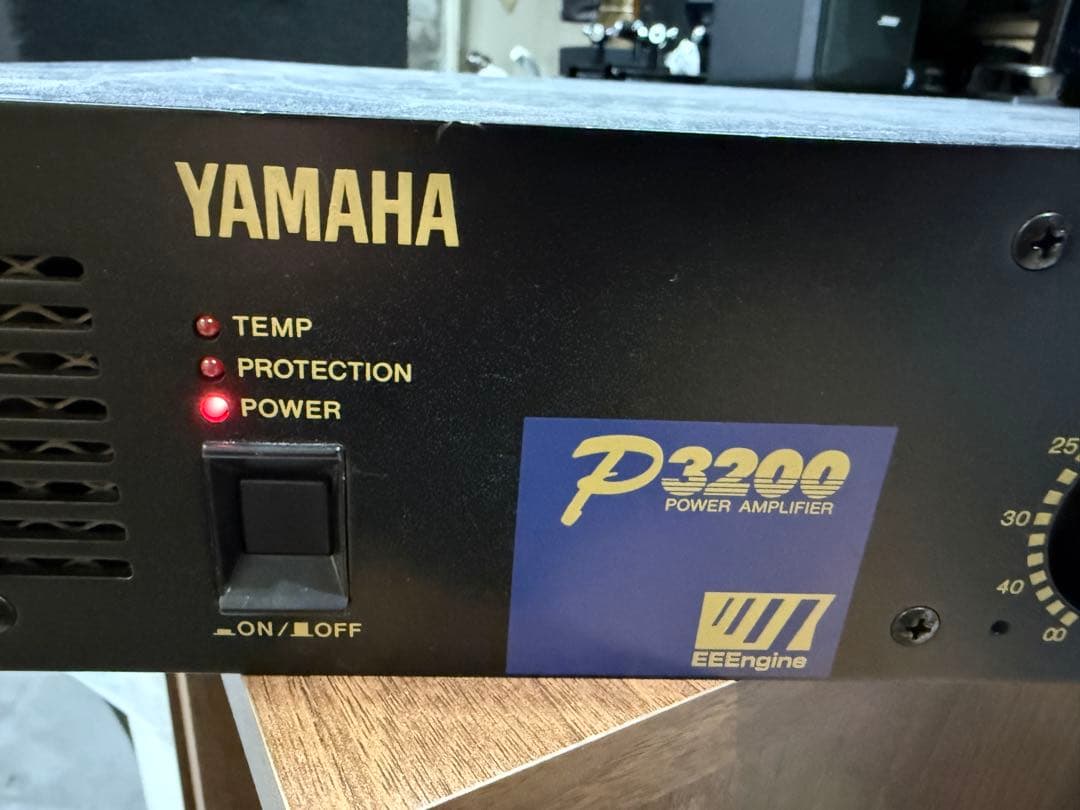 YAMAHA
TEMP
PROTECTION
POWER
ON/ OFF
P3200
POWER AMPLIFIER
EEEngine
25
30
40
∞